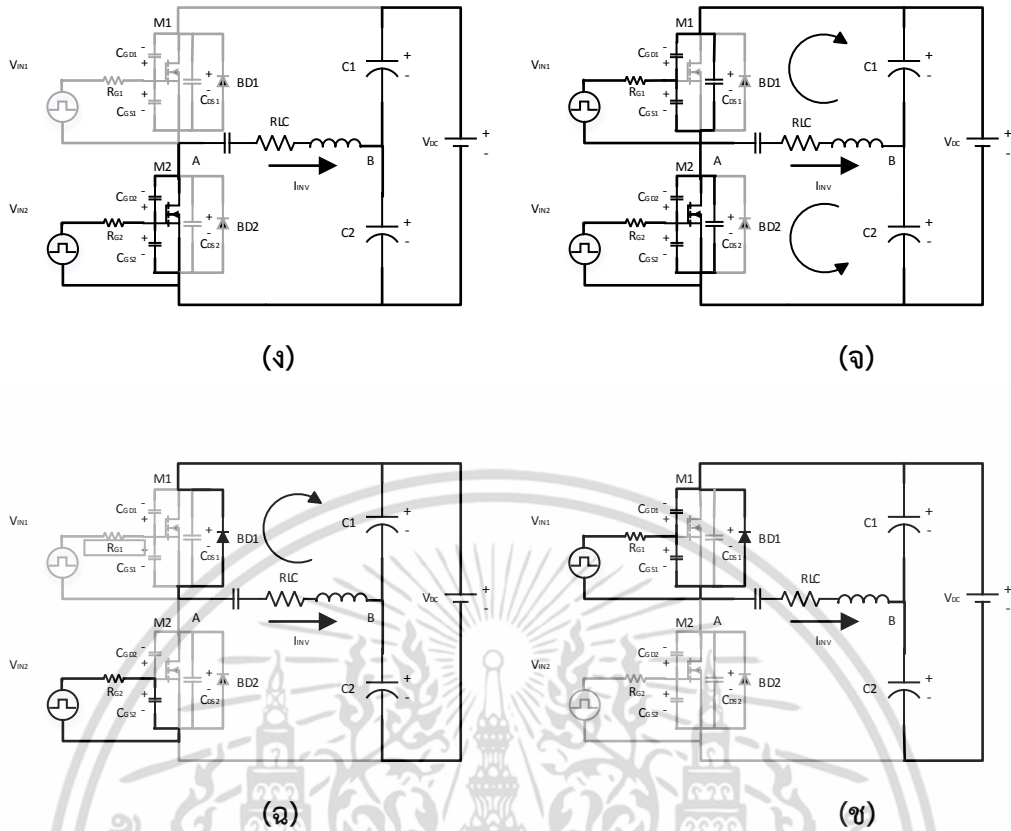 M1
CGD1
-
+
VIN1
RG1
CGS1
+
-
+
-
CDS1
BD1
C1
+
-
RLC
A
B
IINV
VDC
+
-
M2
CGD2
-
+
VIN2
RG2
CGS2
+
-
+
-
CDS2
BD2
C2
+
-
(ง)
M1
CGD1
-
+
VIN1
RG1
CGS1
+
-
+
-
CDS1
BD1
C1
+
-
RLC
A
B
IINV
VDC
+
-
M2
CGD2
-
+
VIN2
RG2
CGS2
+
-
+
-
CDS2
BD2
C2
+
-
(จ)
M1
CGD1
-
+
VIN1
RG1
CGS1
-
+
-
CDS1
BD1
C1
+
-
RLC
A
B
IINV
VDC
+
-
M2
CGD2
-
+
VIN2
RG2
CGS2
+
-
+
-
CDS2
BD2
C2
+
-
(ฉ)
M1
CGD1
-
+
VIN1
RG1
CGS1
+
-
+
-
CDS1
BD1
C1
+
-
RLC
A
B
IINV
VDC
+
-
M2
CGD2
-
+
VIN2
RG2
CGS2
+
-
+
-
CDS2
BD2
C2
+
-
(ช)